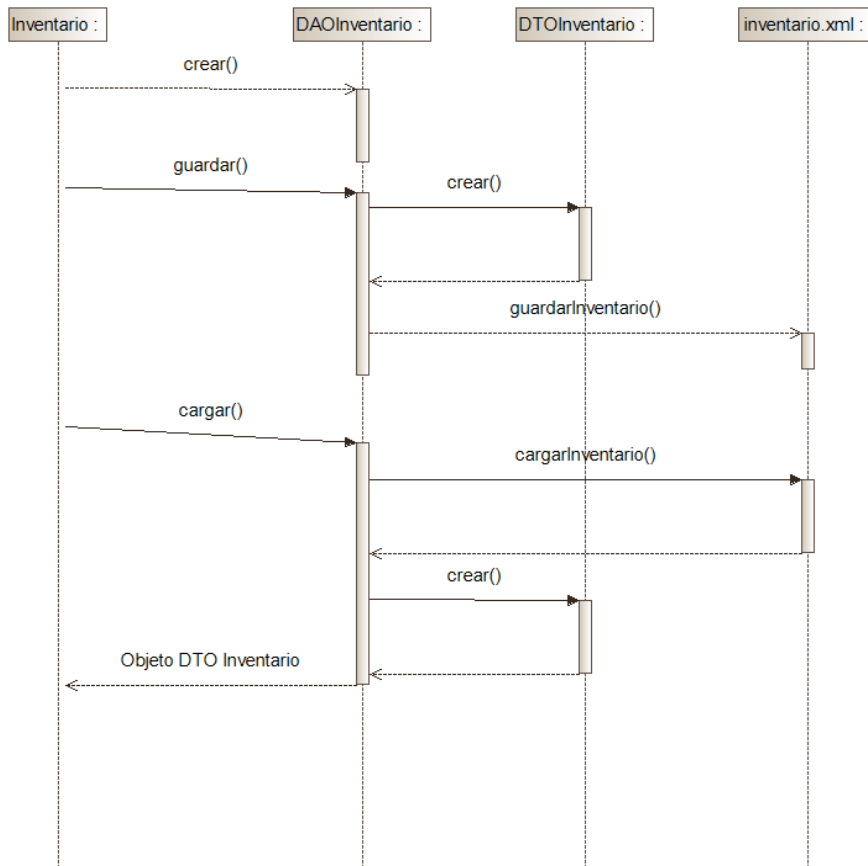 Inventario :
DAOInventario :
DTOInventario :
inventario.xml :
crear()
guardar()
crear()
guardarInventario()
cargar()
cargarInventario()
crear()
Objeto DTO Inventario